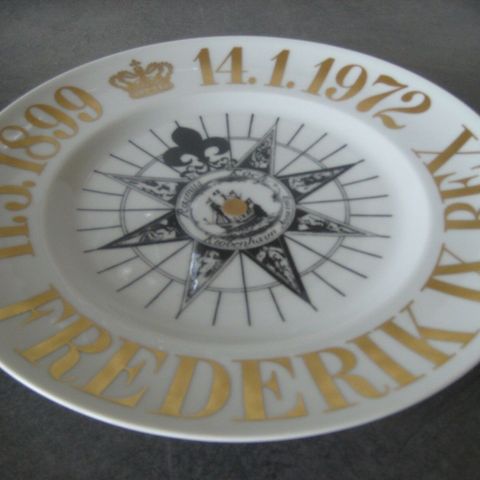 11.3.1899
14.1.1972
FREDERIK IX REX
København